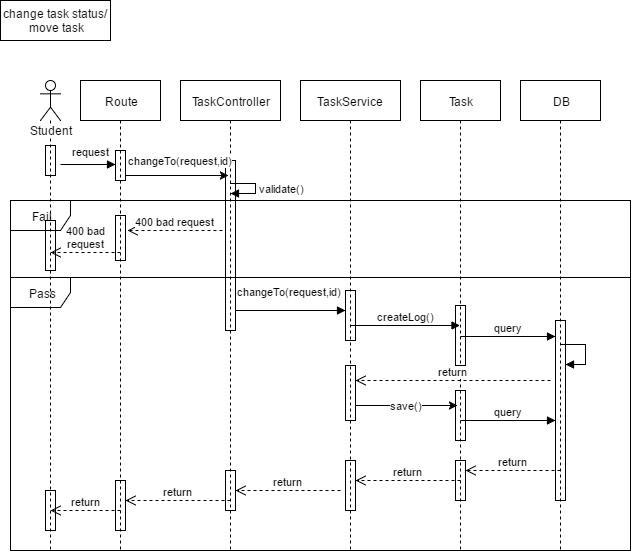 change task status/
move task
Student
Route
TaskController
TaskService
Task
DB
request
changeTo(request,id)
validate()
Fail
400 bad request
400 bad
request
Pass
changeTo(request,id)
createLog()
query
return
save()
query
return
return
return
return
return